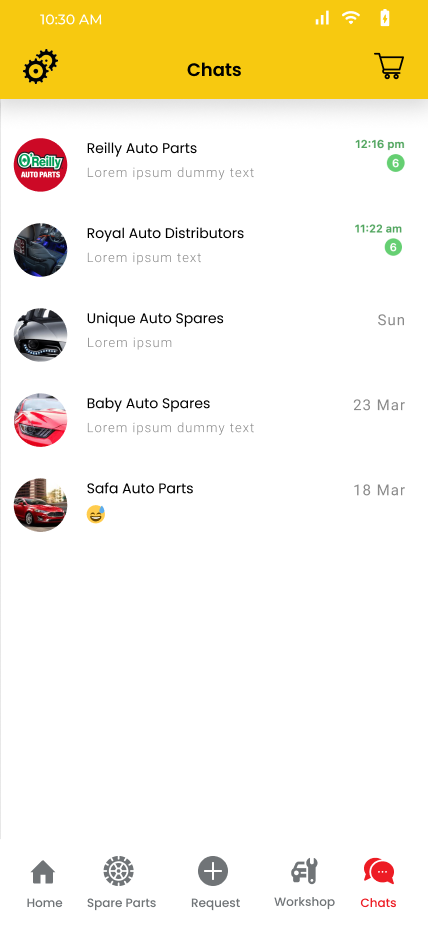 10:30 AM
Chats
O'Reilly
AUTO PARTS
Reilly Auto Parts
12:16 pm
Lorem ipsum dummy text
6
Royal Auto Distributors
11:22 am
Lorem ipsum text
6
Unique Auto Spares
Sun
Lorem ipsum
Baby Auto Spares
23 Mar
Lorem ipsum dummy text
Safa Auto Parts
18 Mar
😅
Home
Spare Parts
Request
Workshop
Chats